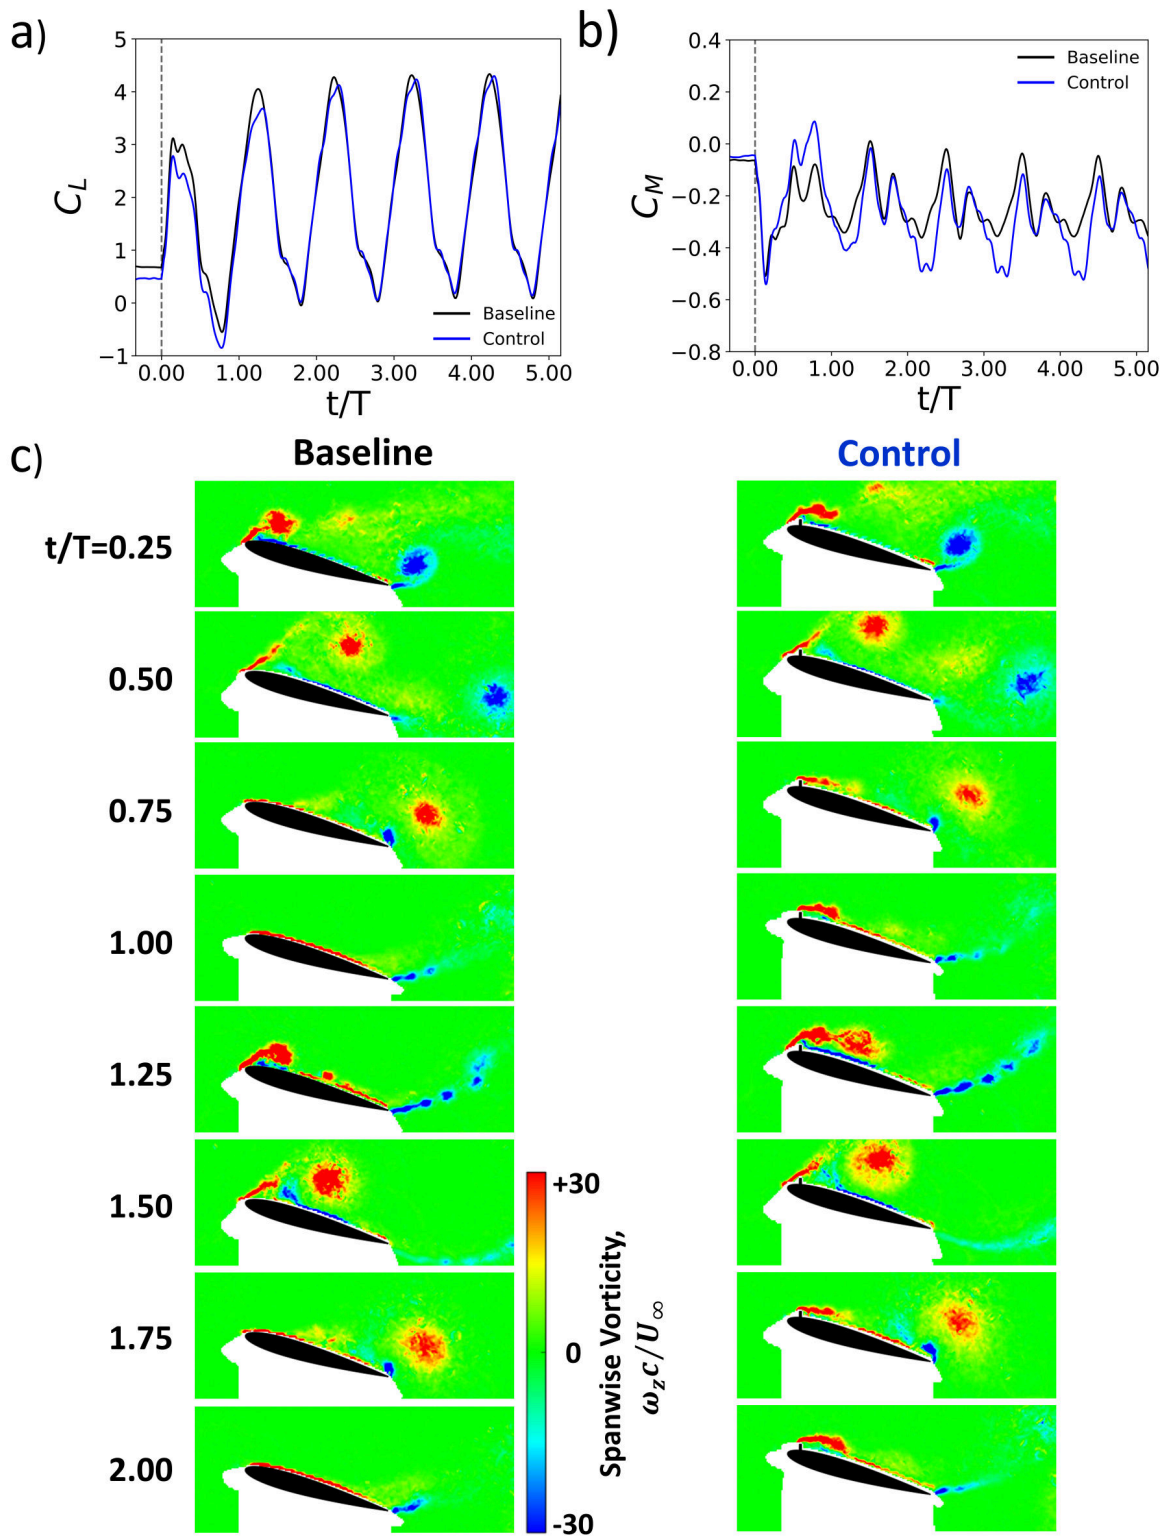 a)
5
4
3
2
1
0
−1
C_L
0.00 1.00 2.00 3.00 4.00 5.00
t/T
Baseline
Control
b)
0.4
0.2
0.0
−0.2
−0.4
−0.6
−0.8
C_M
0.00 1.00 2.00 3.00 4.00 5.00
t/T
Baseline
Control
c)
Baseline
Control
t/T=0.25
0.50
0.75
1.00
1.25
1.50
1.75
2.00
+30
0
-30
Spanwise Vorticity,
ω_z c/U_∞